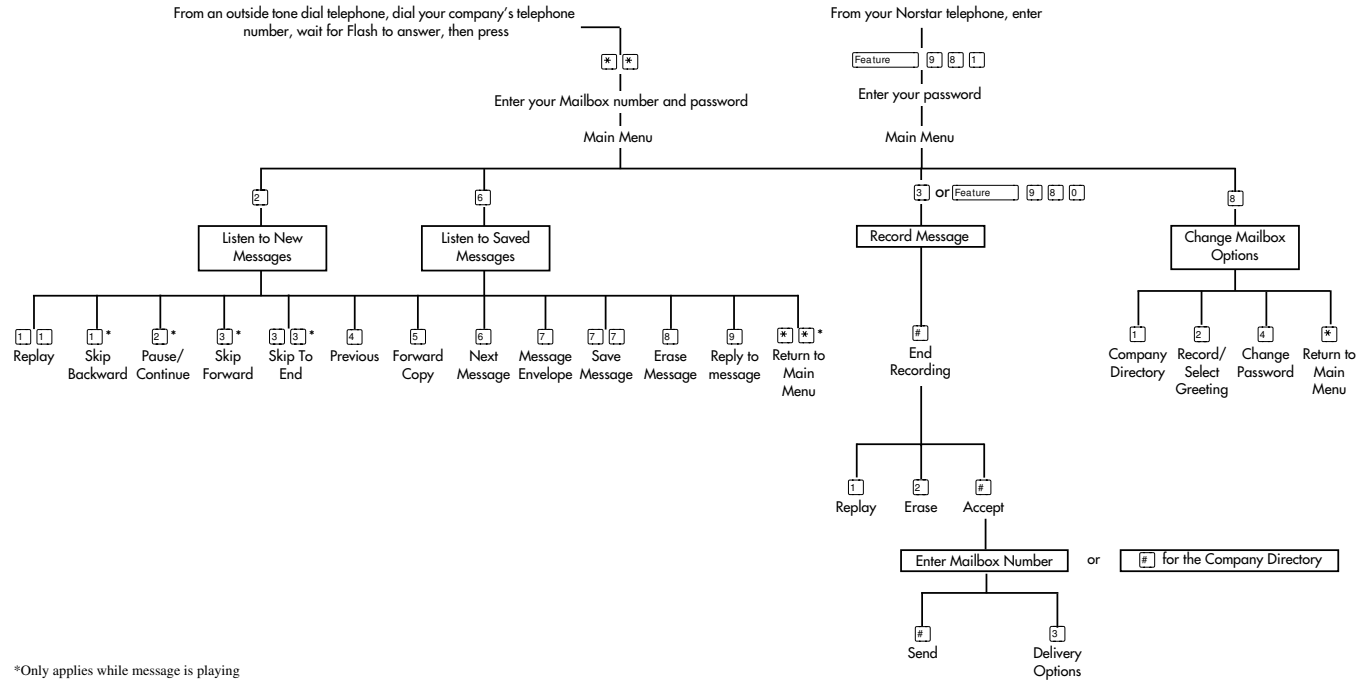 From an outside tone dial telephone, dial your company's telephone
number, wait for Flash to answer, then press
* *
Enter your Mailbox number and password
Main Menu
From your Norstar telephone, enter
Feature 9 8 1
Enter your password
Main Menu
2
Listen to New
Messages
6
Listen to Saved
Messages
3 or Feature 9 8 0
Record Message
8
Change Mailbox
Options
1 1
Replay
1 *
Skip
Backward
2 *
Pause/
Continue
3 *
Skip
Forward
3 3 *
Skip To
End
4
Previous
5
Forward
Copy
6
Next
Message
7
Message
Envelope
7 7
Save
Message
8
Erase
Message
9
Reply to
message
* * *
Return to
Main
Menu
#
End
Recording
1
Company
Directory
2
Record/
Select
Greeting
4
Change
Password
*
Return to
Main
Menu
1
Replay
2
Erase
#
Accept
Enter Mailbox Number or # for the Company Directory
#
Send
3
Delivery
Options
*Only applies while message is playing